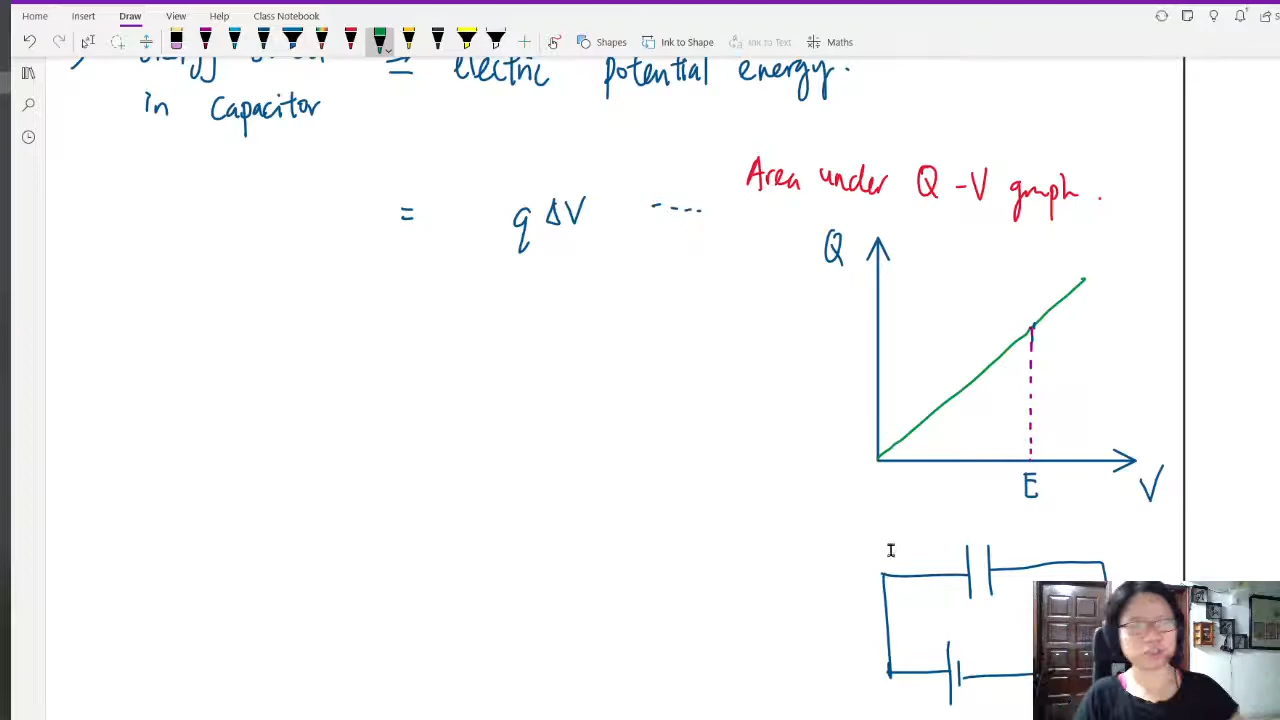 Home Insert Draw View Help Class Notebook
Shapes Ink to Shape Ink to Text Maths
= electric potential energy.
in capacitor
Area under Q - V graph.
= q ΔV ....
Q
E
V